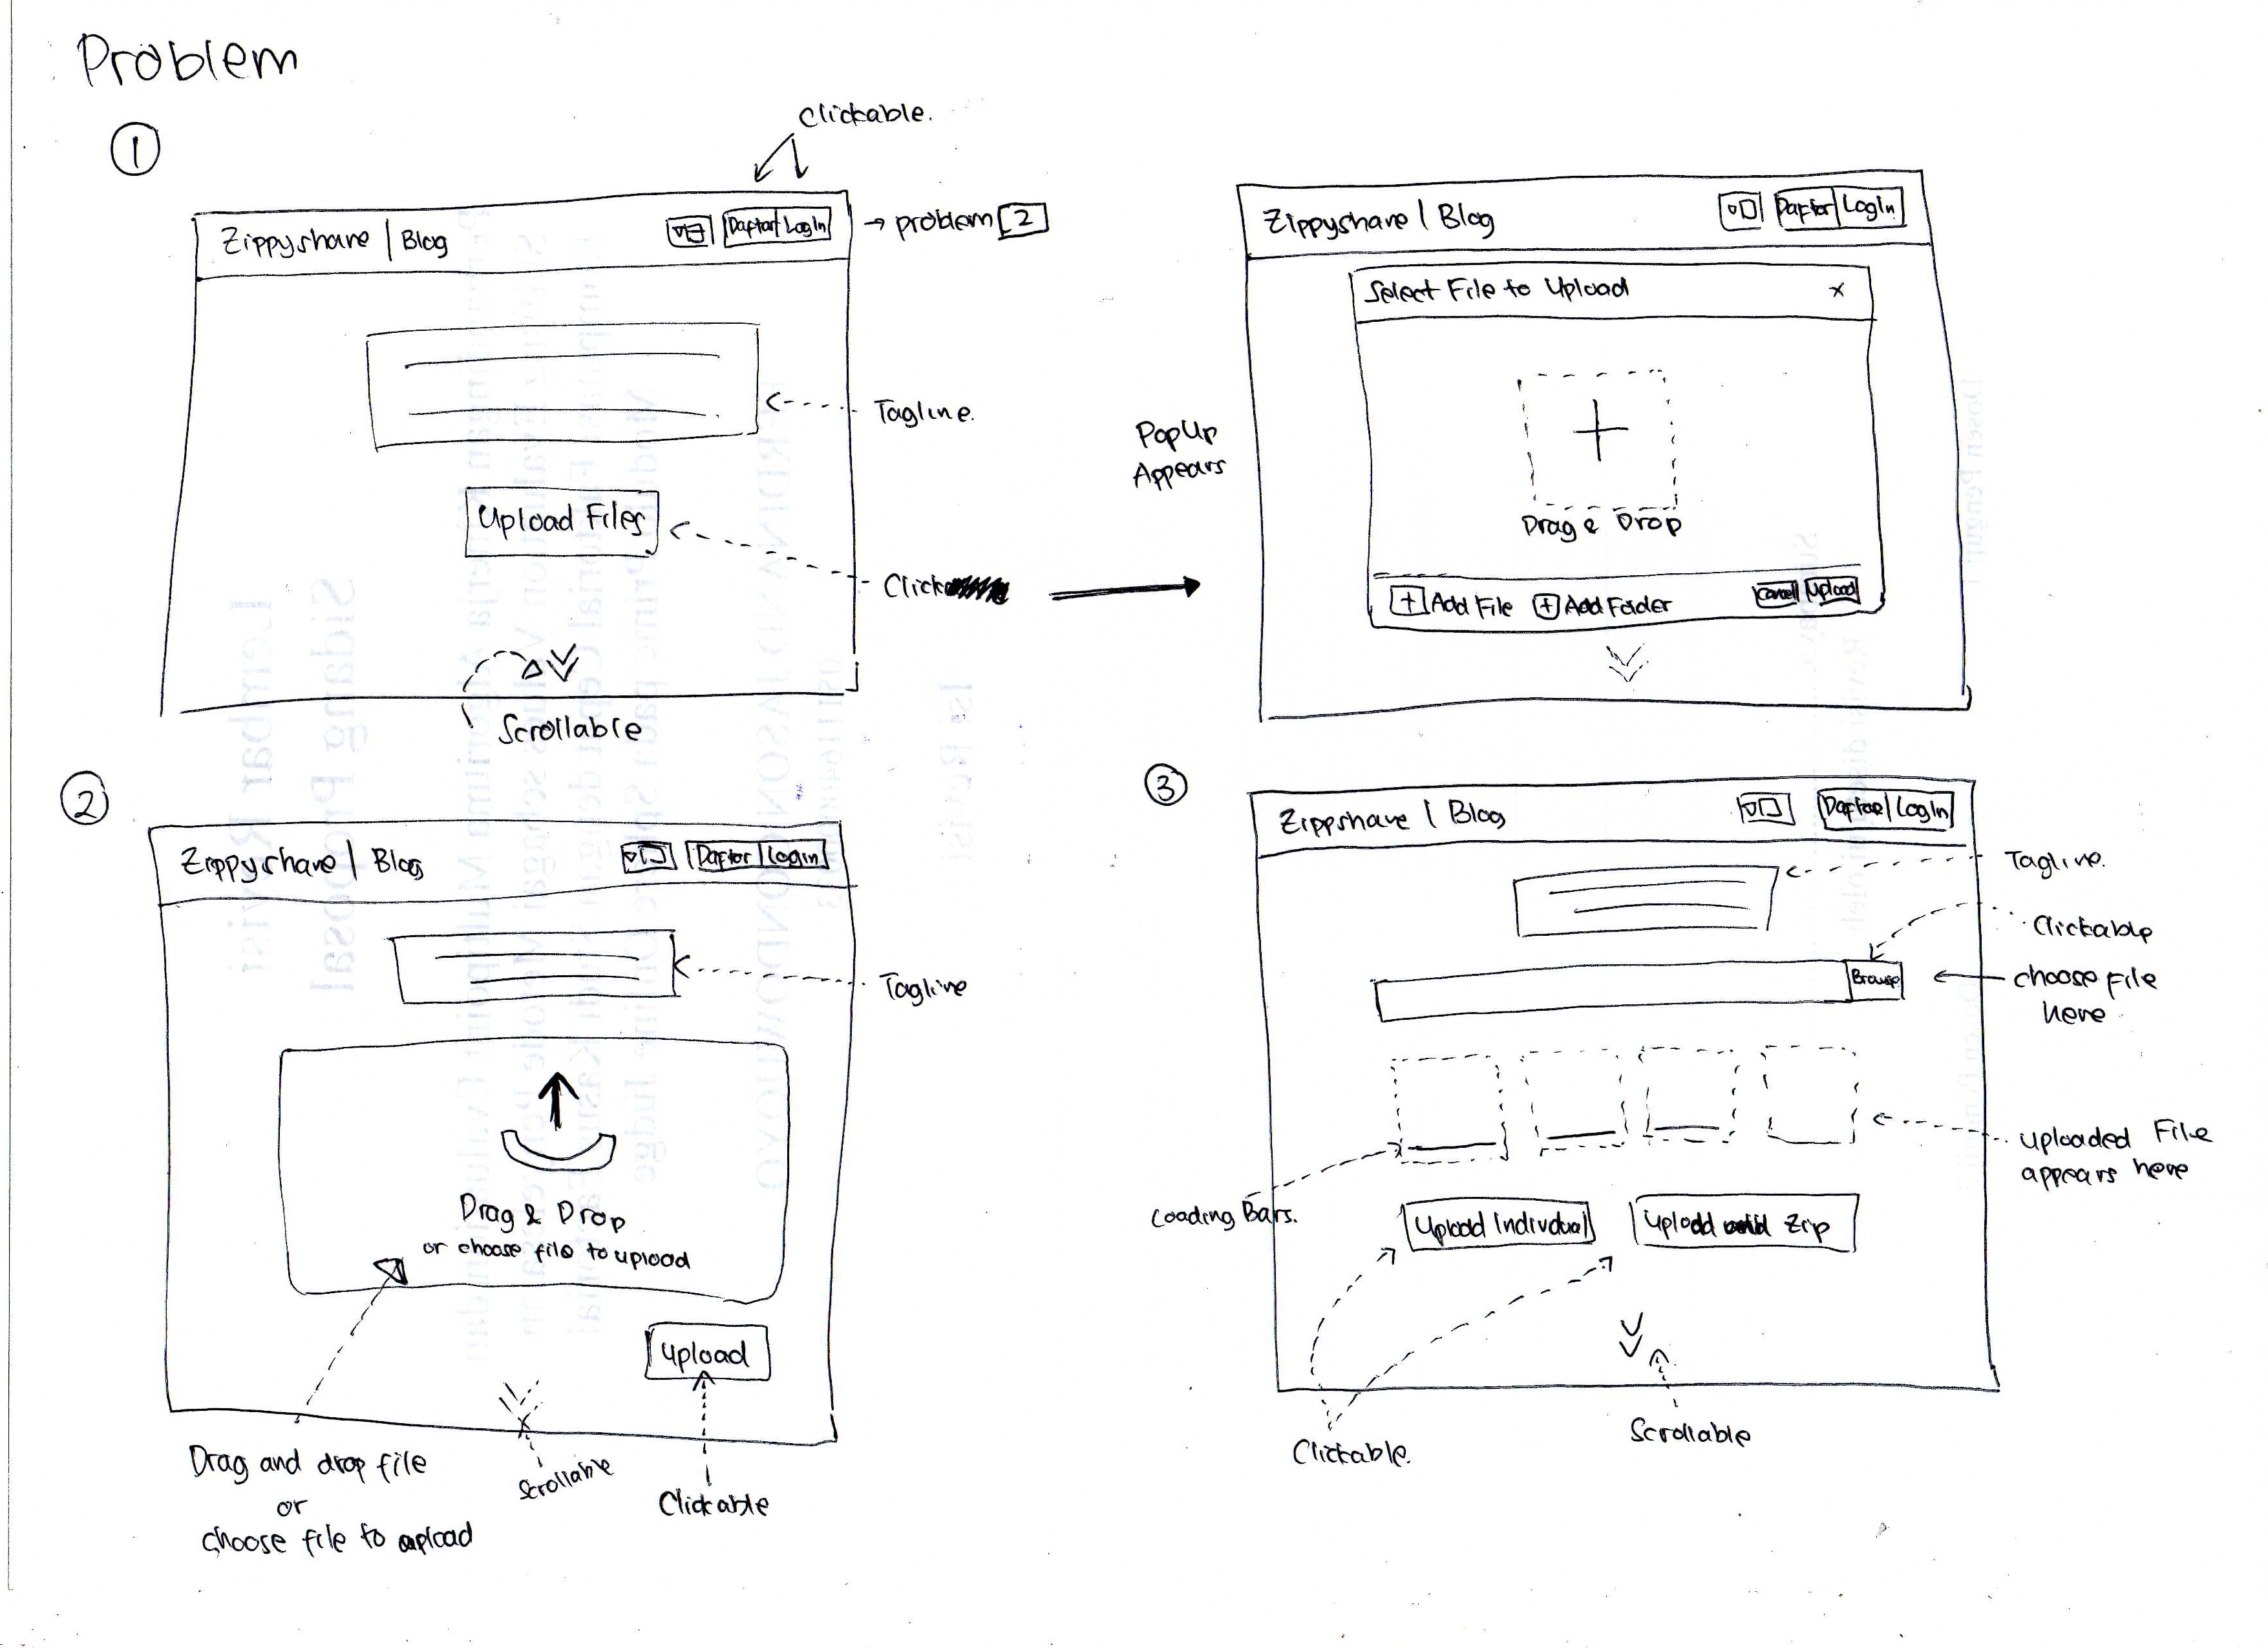 Problem
1
Clickable.
Zippyshare | Blog
Daftar LogIn
→ problem 2
Tagline.
Upload Files
Click
Scrollable
PopUp
Appears
Zippyshare | Blog
Daftar LogIn
Select File to Upload x
Drag & Drop
+ Add File + Add Folder Cancel Upload
2
Zippyshare | Blog
Daftar Login
Tagline
Drag & Drop
or choose file to upload
Upload
Drag and drop file
or
choose file to upload
Scrollable
Clickable
3
Zippshare | Blog
Daftar LogIn
Tagline.
Clickable
Browse
choose File
here
uploaded File
appears here
Loading Bars.
Upload Individual
Upload Zip
Clickable.
Scrollable